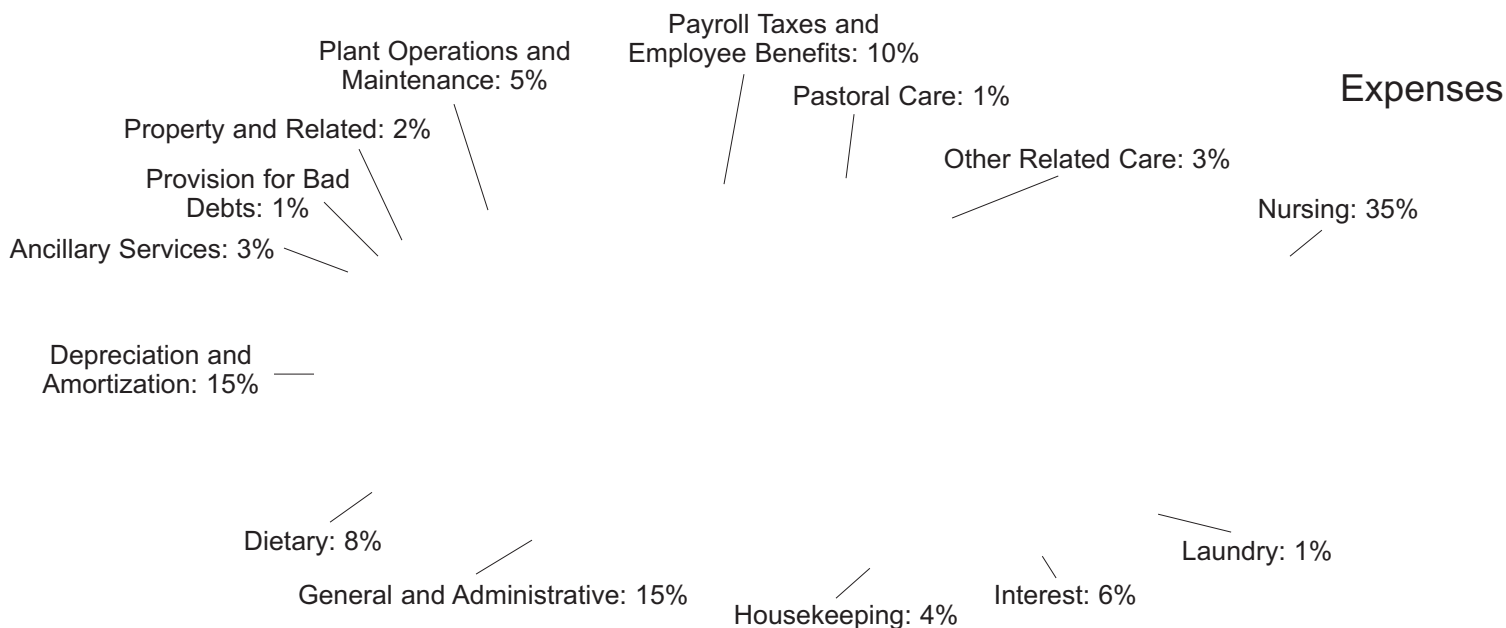 Expenses
Payroll Taxes and
Employee Benefits: 10%
Plant Operations and
Maintenance: 5%
Pastoral Care: 1%
Property and Related: 2%
Other Related Care: 3%
Provision for Bad
Debts: 1%
Nursing: 35%
Ancillary Services: 3%
Depreciation and
Amortization: 15%
Dietary: 8%
Laundry: 1%
General and Administrative: 15%
Interest: 6%
Housekeeping: 4%